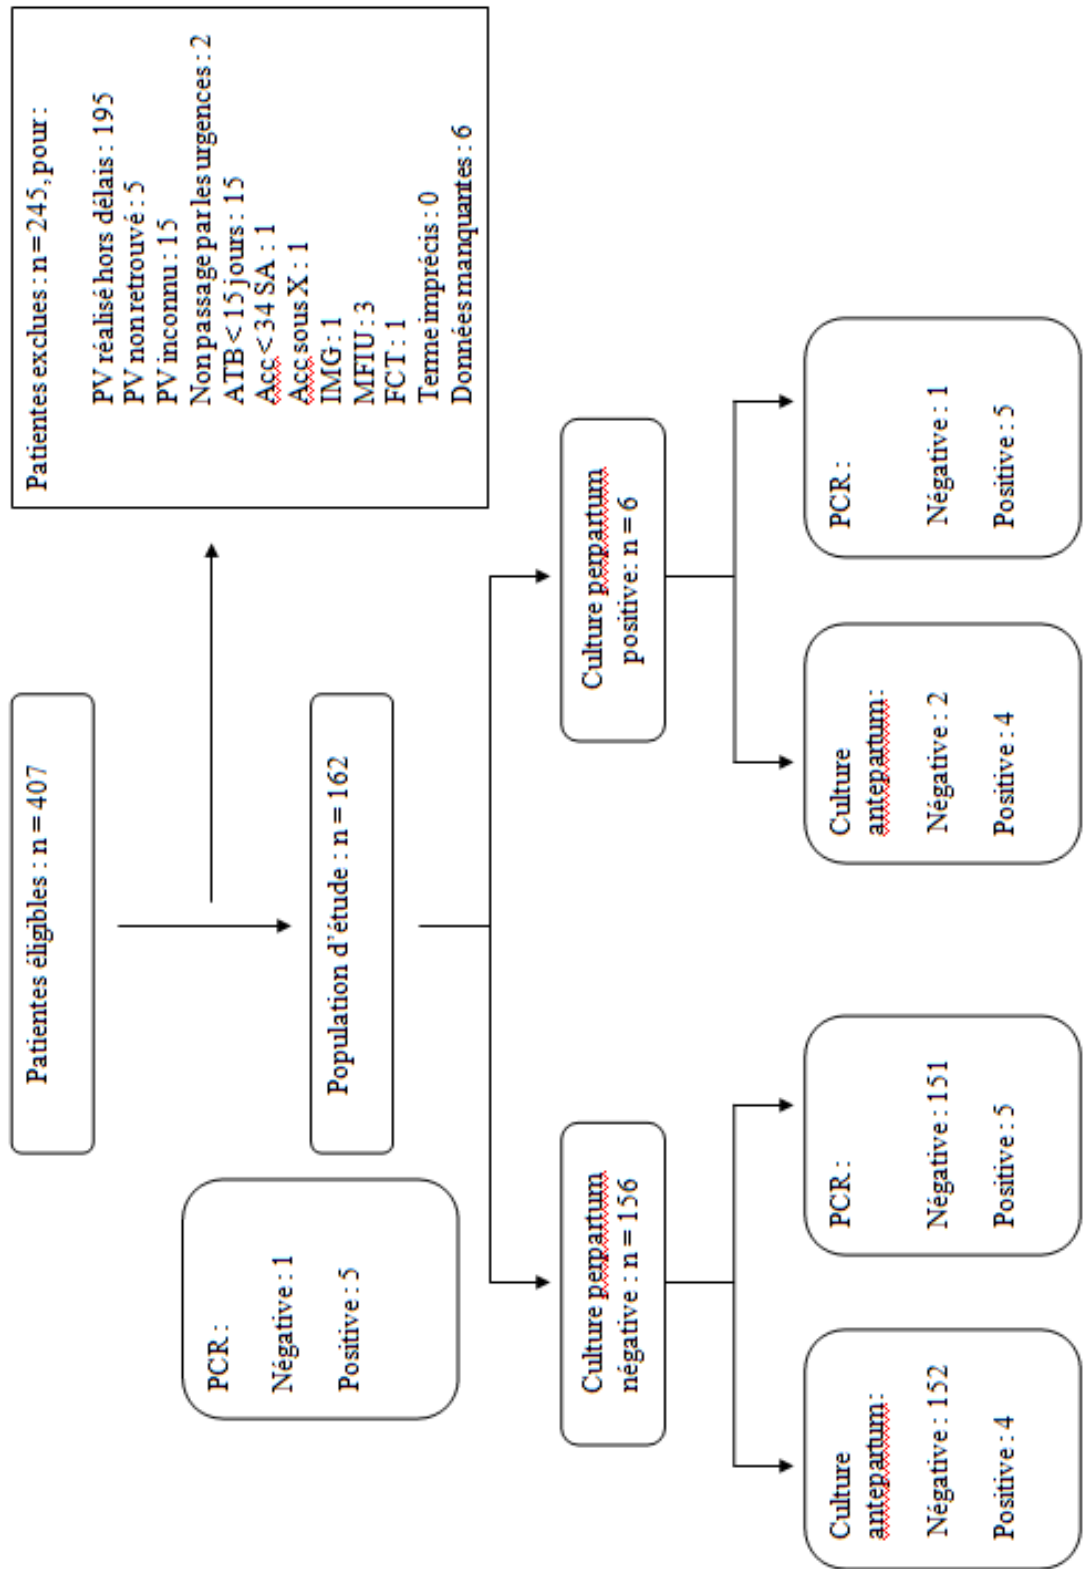 Patientes éligibles : n = 407
Patientes exclues : n = 245, pour :
PV réalisé hors délais : 195
PV non retrouvé : 5
PV inconnu : 15
Non passage par les urgences : 2
ATB < 15 jours : 15
Acc < 34 SA : 1
Acc sous X : 1
IMG : 1
MFIU : 3
FCT : 1
Terme imprécis : 0
Données manquantes : 6
PCR :
Négative : 1
Positive : 5
Population d'étude : n = 162
Culture perpartum
négative : n = 156
Culture perpartum
positive: n = 6
Culture
antepartum:
Négative : 152
Positive : 4
PCR :
Négative : 151
Positive : 5
Culture
antepartum:
Négative : 2
Positive : 4
PCR :
Négative : 1
Positive : 5